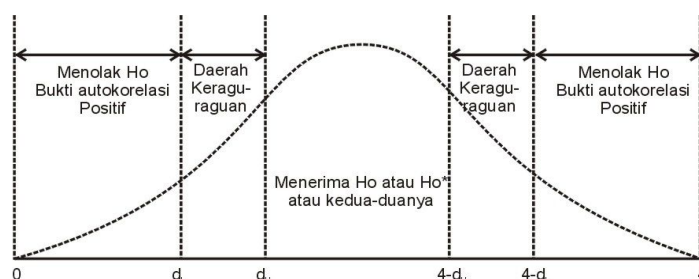 Menolak Ho
Bukti autokorelasi
Positif
Daerah
Keragu-
raguan
Menerima Ho atau Ho*
atau kedua-duanya
Daerah
Keragu-
raguan
Menolak Ho
Bukti autokorelasi
Positif
0